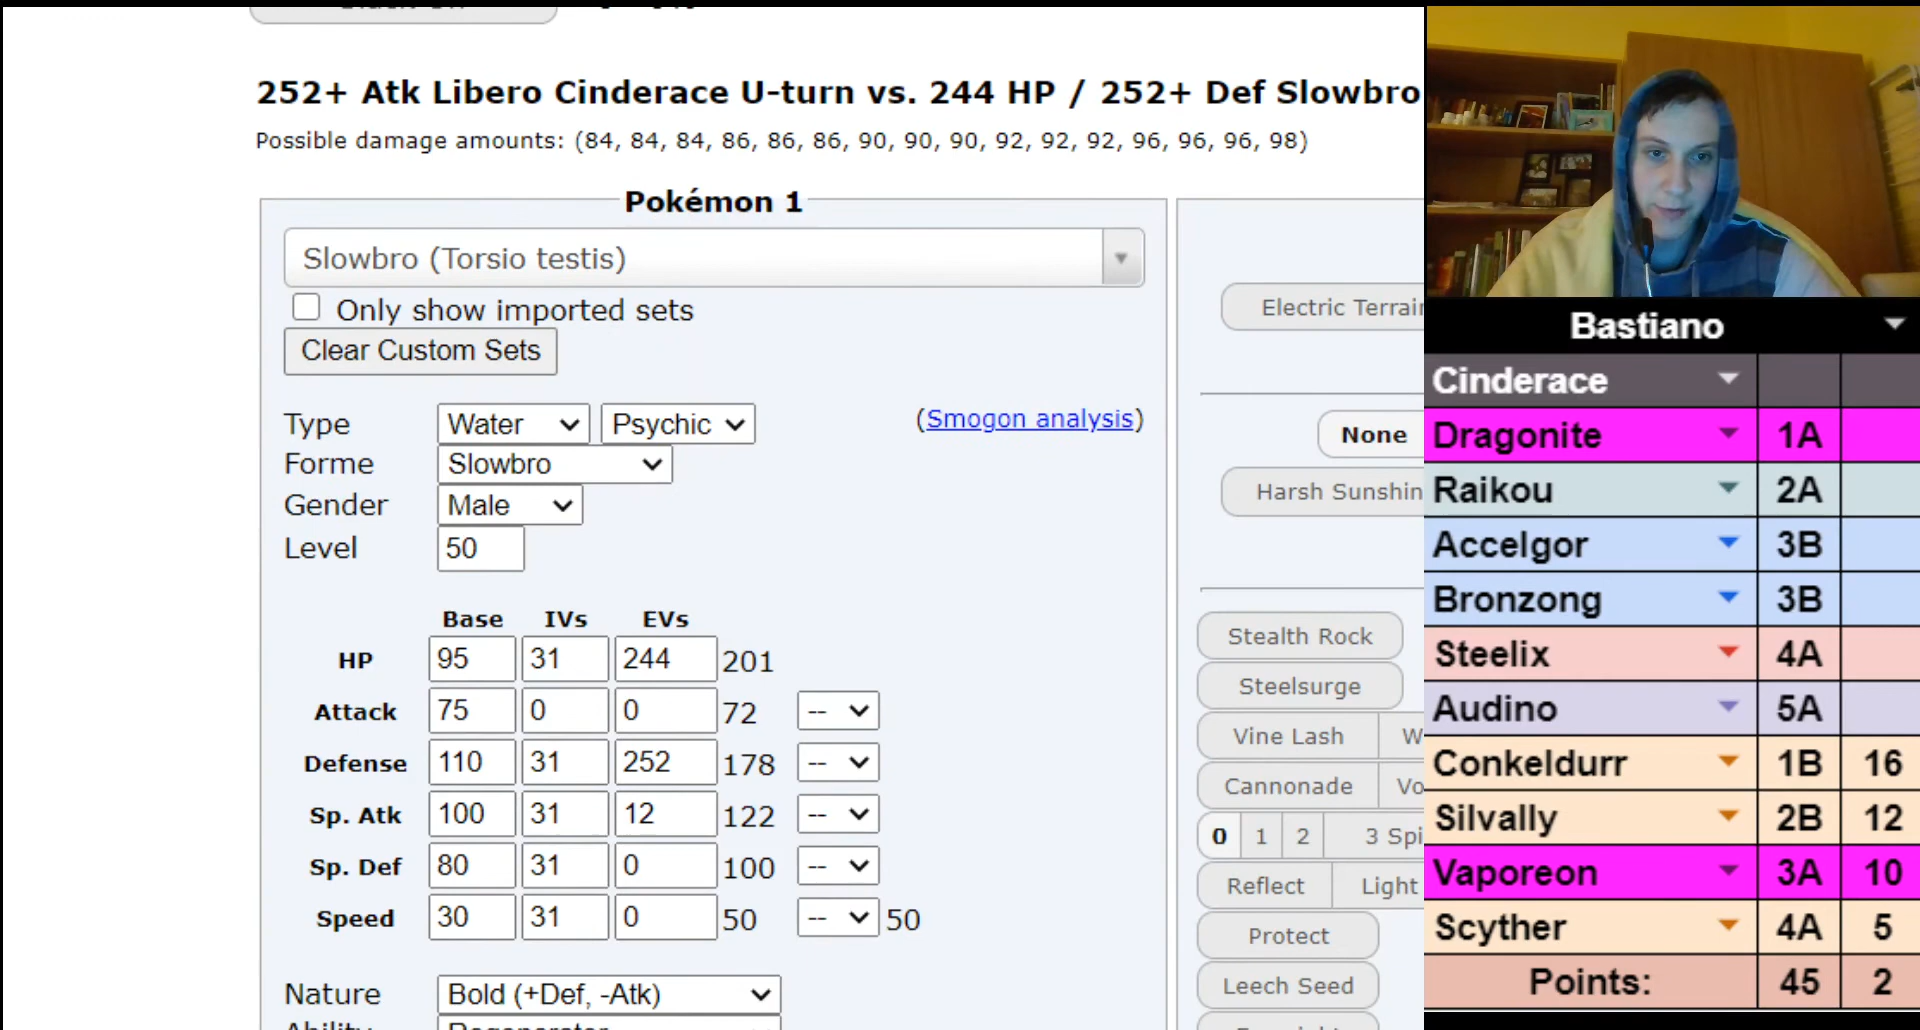 252+ Atk Libero Cinderace U-turn vs. 244 HP / 252+ Def Slowbro
Possible damage amounts: (84, 84, 84, 86, 86, 86, 90, 90, 90, 92, 92, 92, 96, 96, 96, 98)
Pokémon 1
Slowbro (Torsio testis)
Only show imported sets
Clear Custom Sets
Type Water Psychic (Smogon analysis)
Forme Slowbro
Gender Male
Level 50
Base IVs EVs
HP 95 31 244 201
Attack 75 0 0 72 --
Defense 110 31 252 178 --
Sp. Atk 100 31 12 122 --
Sp. Def 80 31 0 100 --
Speed 30 31 0 50 -- 50
Nature Bold (+Def, -Atk)
Electric Terrain
None
Harsh Sunshin
Stealth Rock
Steelsurge
Vine Lash W
Cannonade Vo
0 1 2 3 Spi
Reflect Light
Protect
Leech Seed
Bastiano
Cinderace
Dragonite 1A
Raikou 2A
Accelgor 3B
Bronzong 3B
Steelix 4A
Audino 5A
Conkeldurr 1B 16
Silvally 2B 12
Vaporeon 3A 10
Scyther 4A 5
Points: 45 2